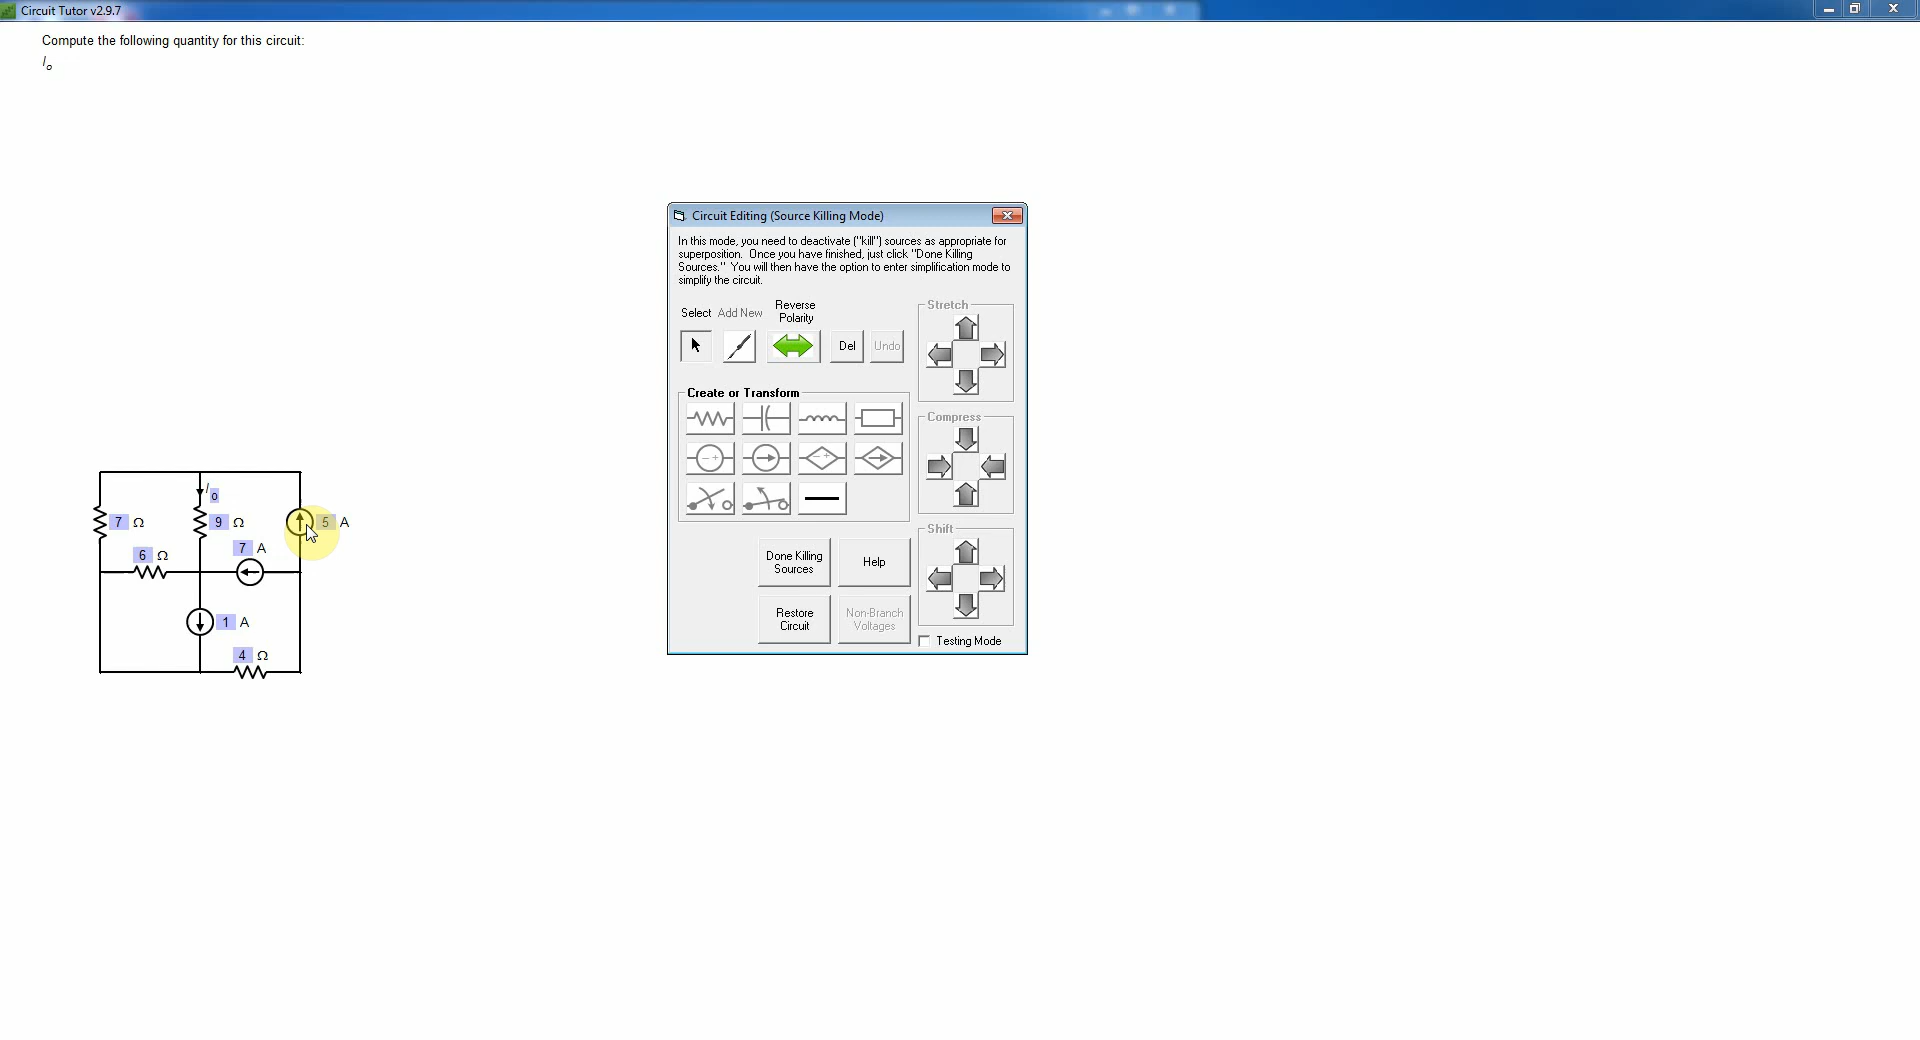 Circuit Tutor v2.9.7
Compute the following quantity for this circuit:
Io
Circuit Editing (Source Killing Mode)
In this mode, you need to deactivate ("kill") sources as appropriate for
superposition. Once you have finished, just click "Done Killing
Sources." You will then have the option to enter simplification mode to
simplify the circuit.
Select Add New Reverse
Polarity
Del Undo
Stretch
Create or Transform
Compress
Shift
Done Killing
Sources
Help
Restore
Circuit
Non-Branch
Voltages
Testing Mode
Io
7 Ω 9 Ω 5 A
6 Ω 7 A
1 A
4 Ω